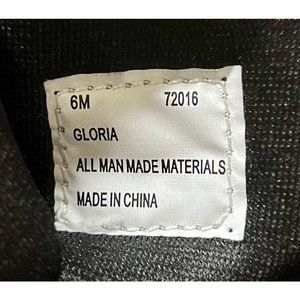 6M 72016
GLORIA
ALL MAN MADE MATERIALS
MADE IN CHINA